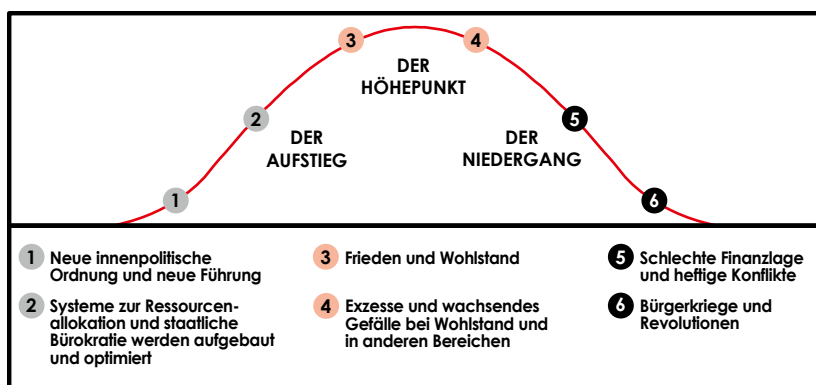 3
4
DER
HÖHEPUNKT
2
5
DER
AUFSTIEG
DER
NIEDERGANG
1
6
1 Neue innenpolitische
Ordnung und neue Führung
2 Systeme zur Ressourcen-
allokation und staatliche
Bürokratie werden aufgebaut
und optimiert
3 Frieden und Wohlstand
4 Exzesse und wachsendes
Gefälle bei Wohlstand und
in anderen Bereichen
5 Schlechte Finanzlage
und heftige Konflikte
6 Bürgerkriege und
Revolutionen